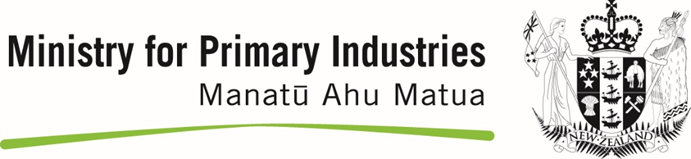 Ministry for Primary Industries
Manatū Ahu Matua
NEW ZEALAND